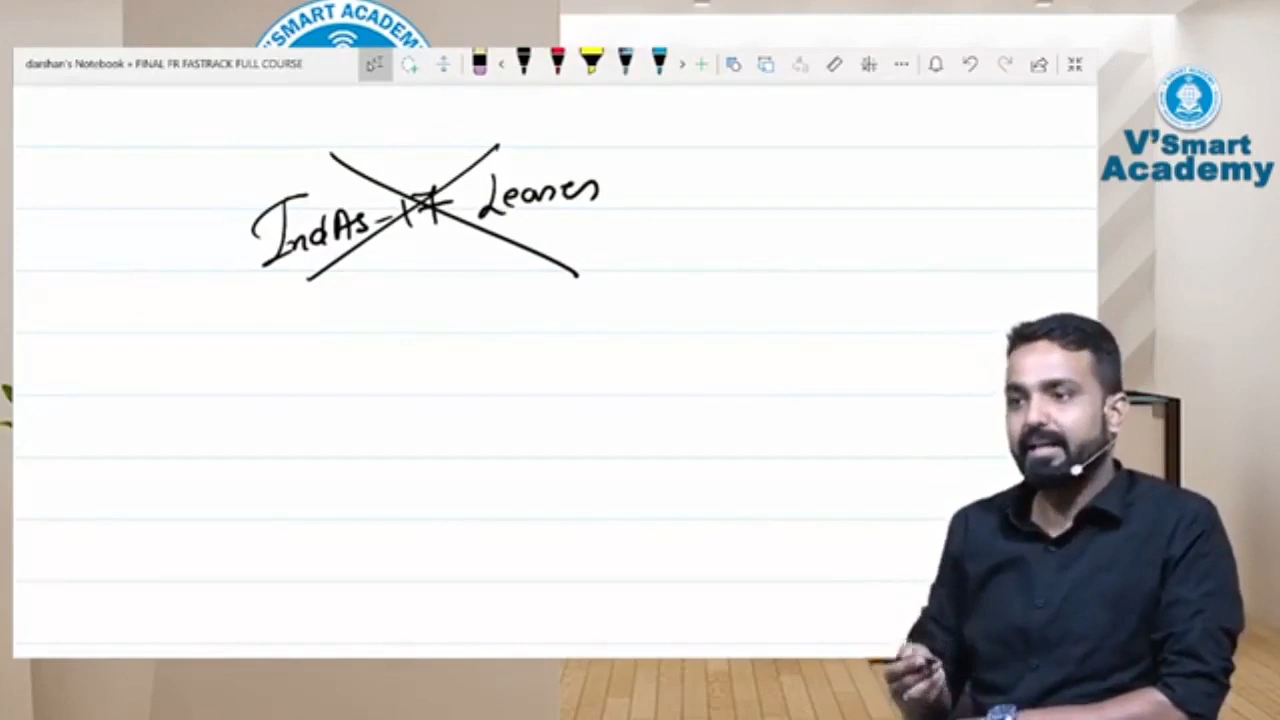 V'SMART ACADEMY
darshan's Notebook » FINAL FR FASTRACK FULL COURSE
IndAs-17 Leases
V'Smart
Academy